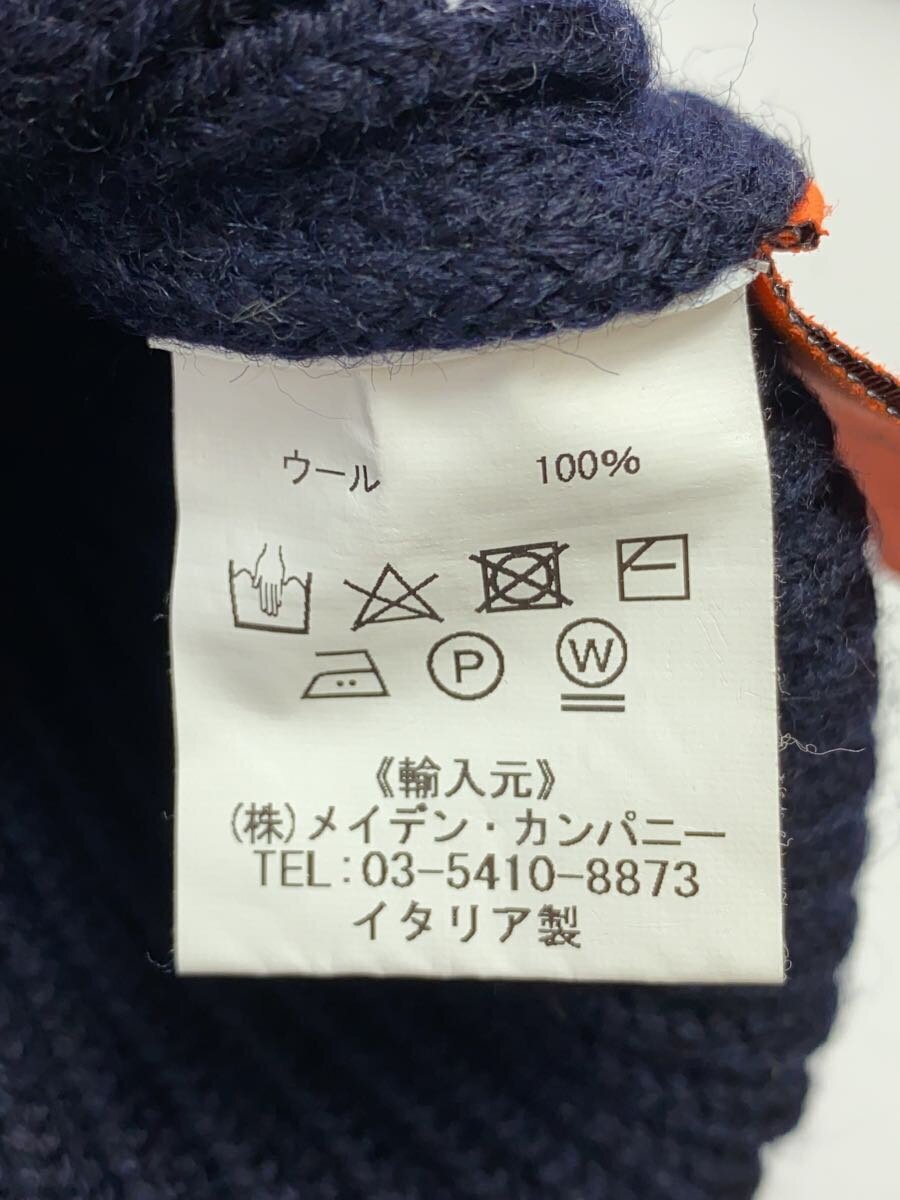 ウール 100%
P W
《輸入元》
(株)メイデン・カンパニー
TEL:03-5410-8873
イタリア製